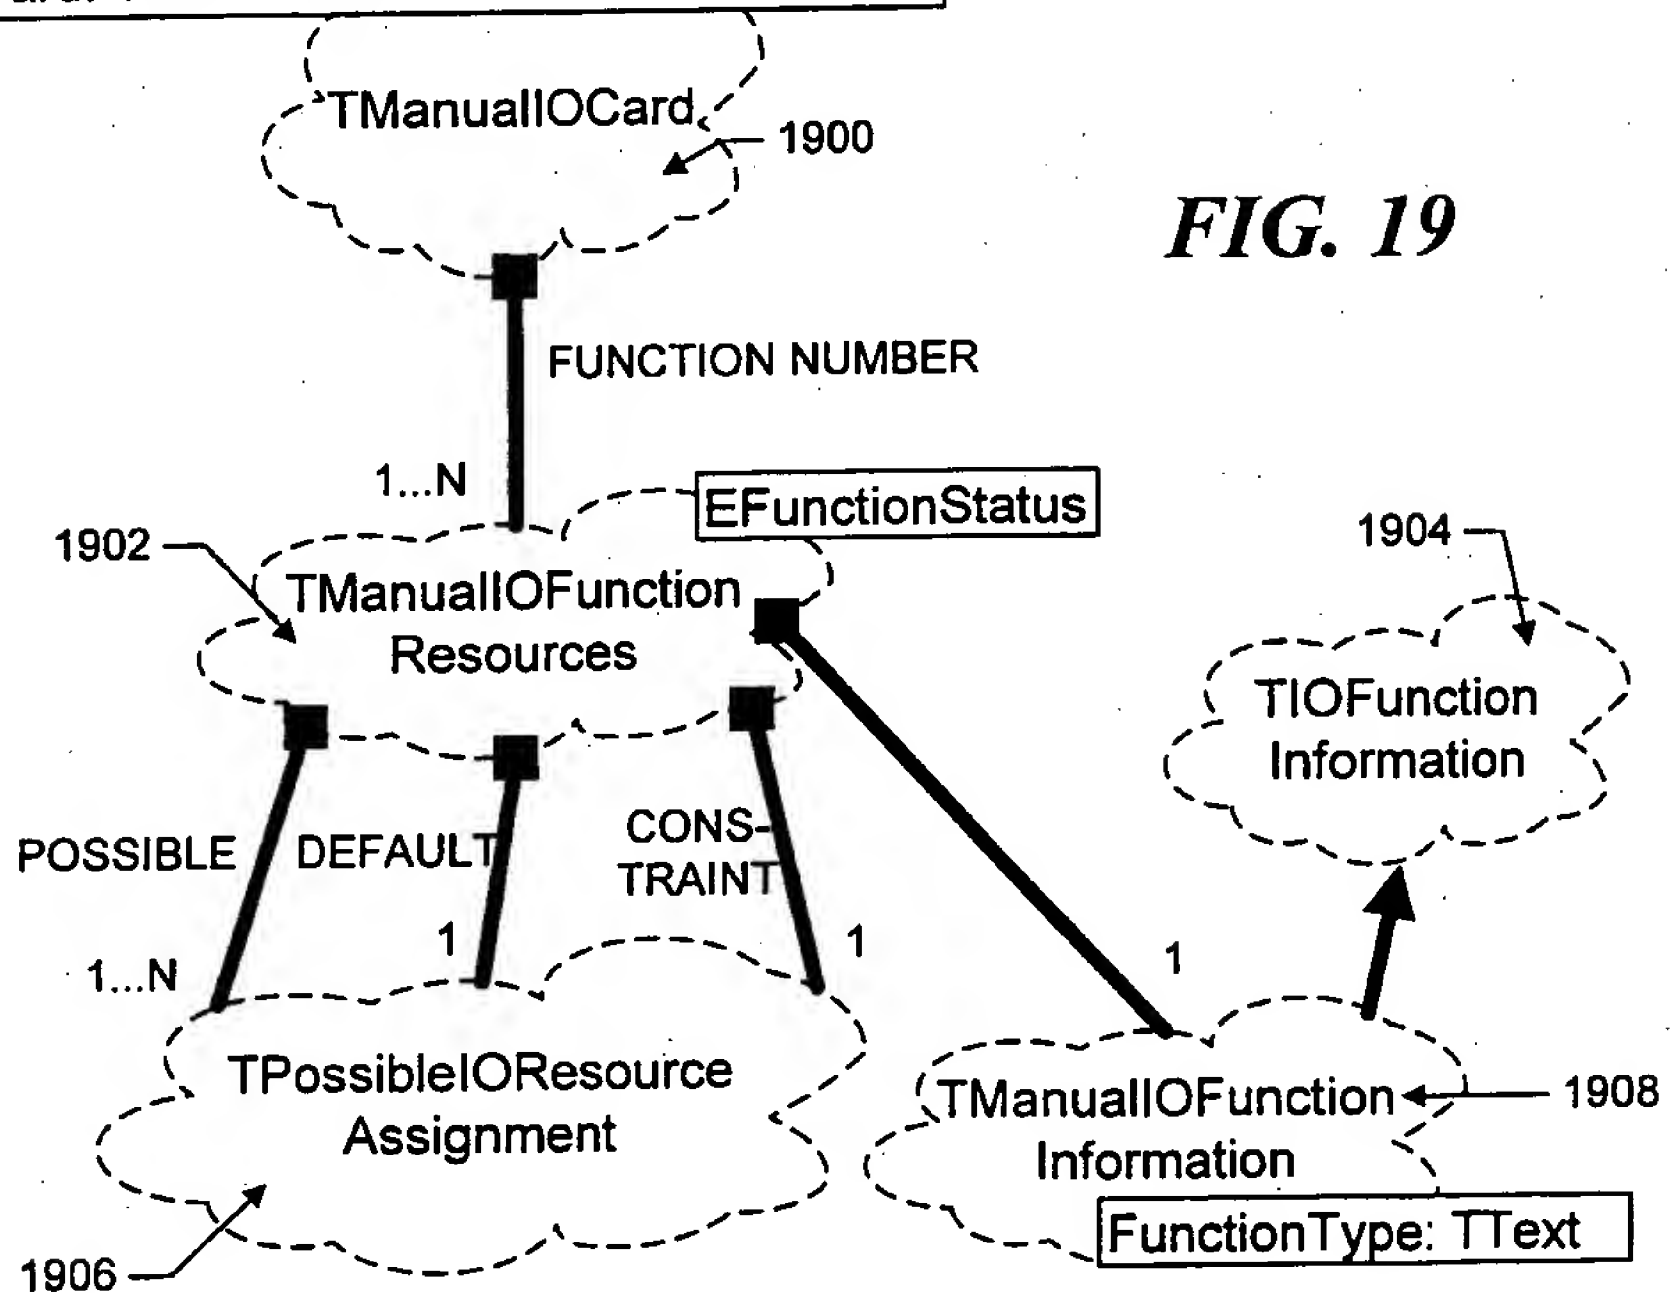 TManualIOCard
1900
FIG. 19
FUNCTION NUMBER
1...N
EFunctionStatus
1902
1904
TManualIOFunction
Resources
TIOFunction
Information
POSSIBLE
DEFAULT
CONS-
TRAINT
1...N
1
1
1
TPossibleIOResource
Assignment
TManualIOFunction
Information
1908
FunctionType: TText
1906